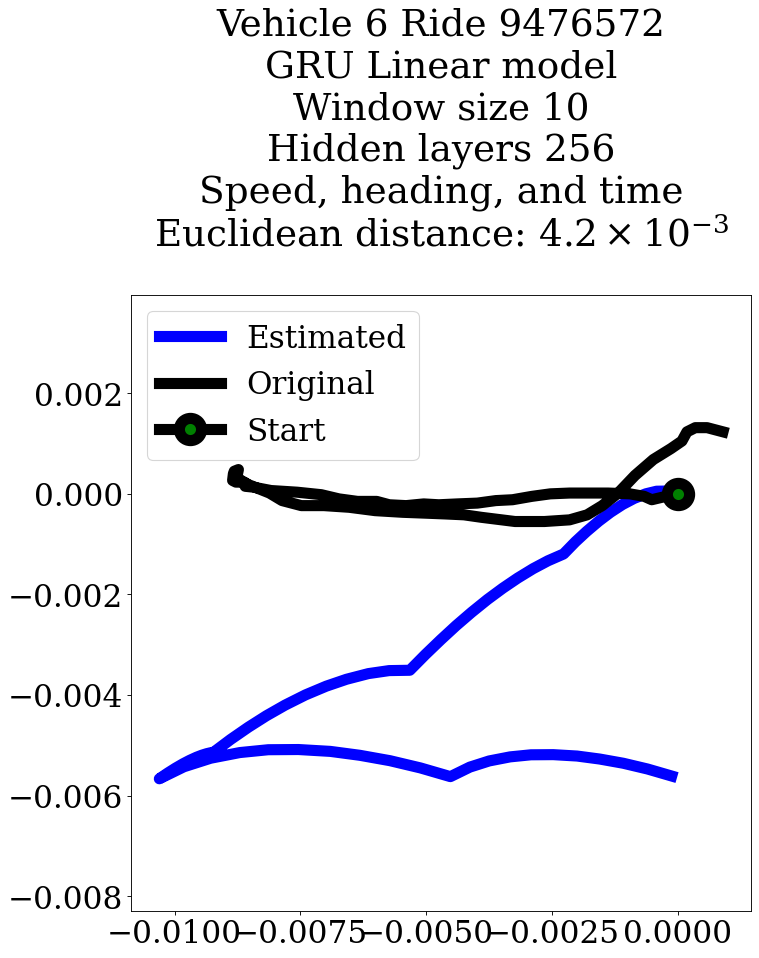 Vehicle 6 Ride 9476572
GRU Linear model
Window size 10
Hidden layers 256
Speed, heading, and time
Euclidean distance: 4.2 × 10⁻³
Estimated
Original
Start
0.002
0.000
−0.002
−0.004
−0.006
−0.008
−0.0100 −0.0075 −0.0050 −0.0025 0.0000